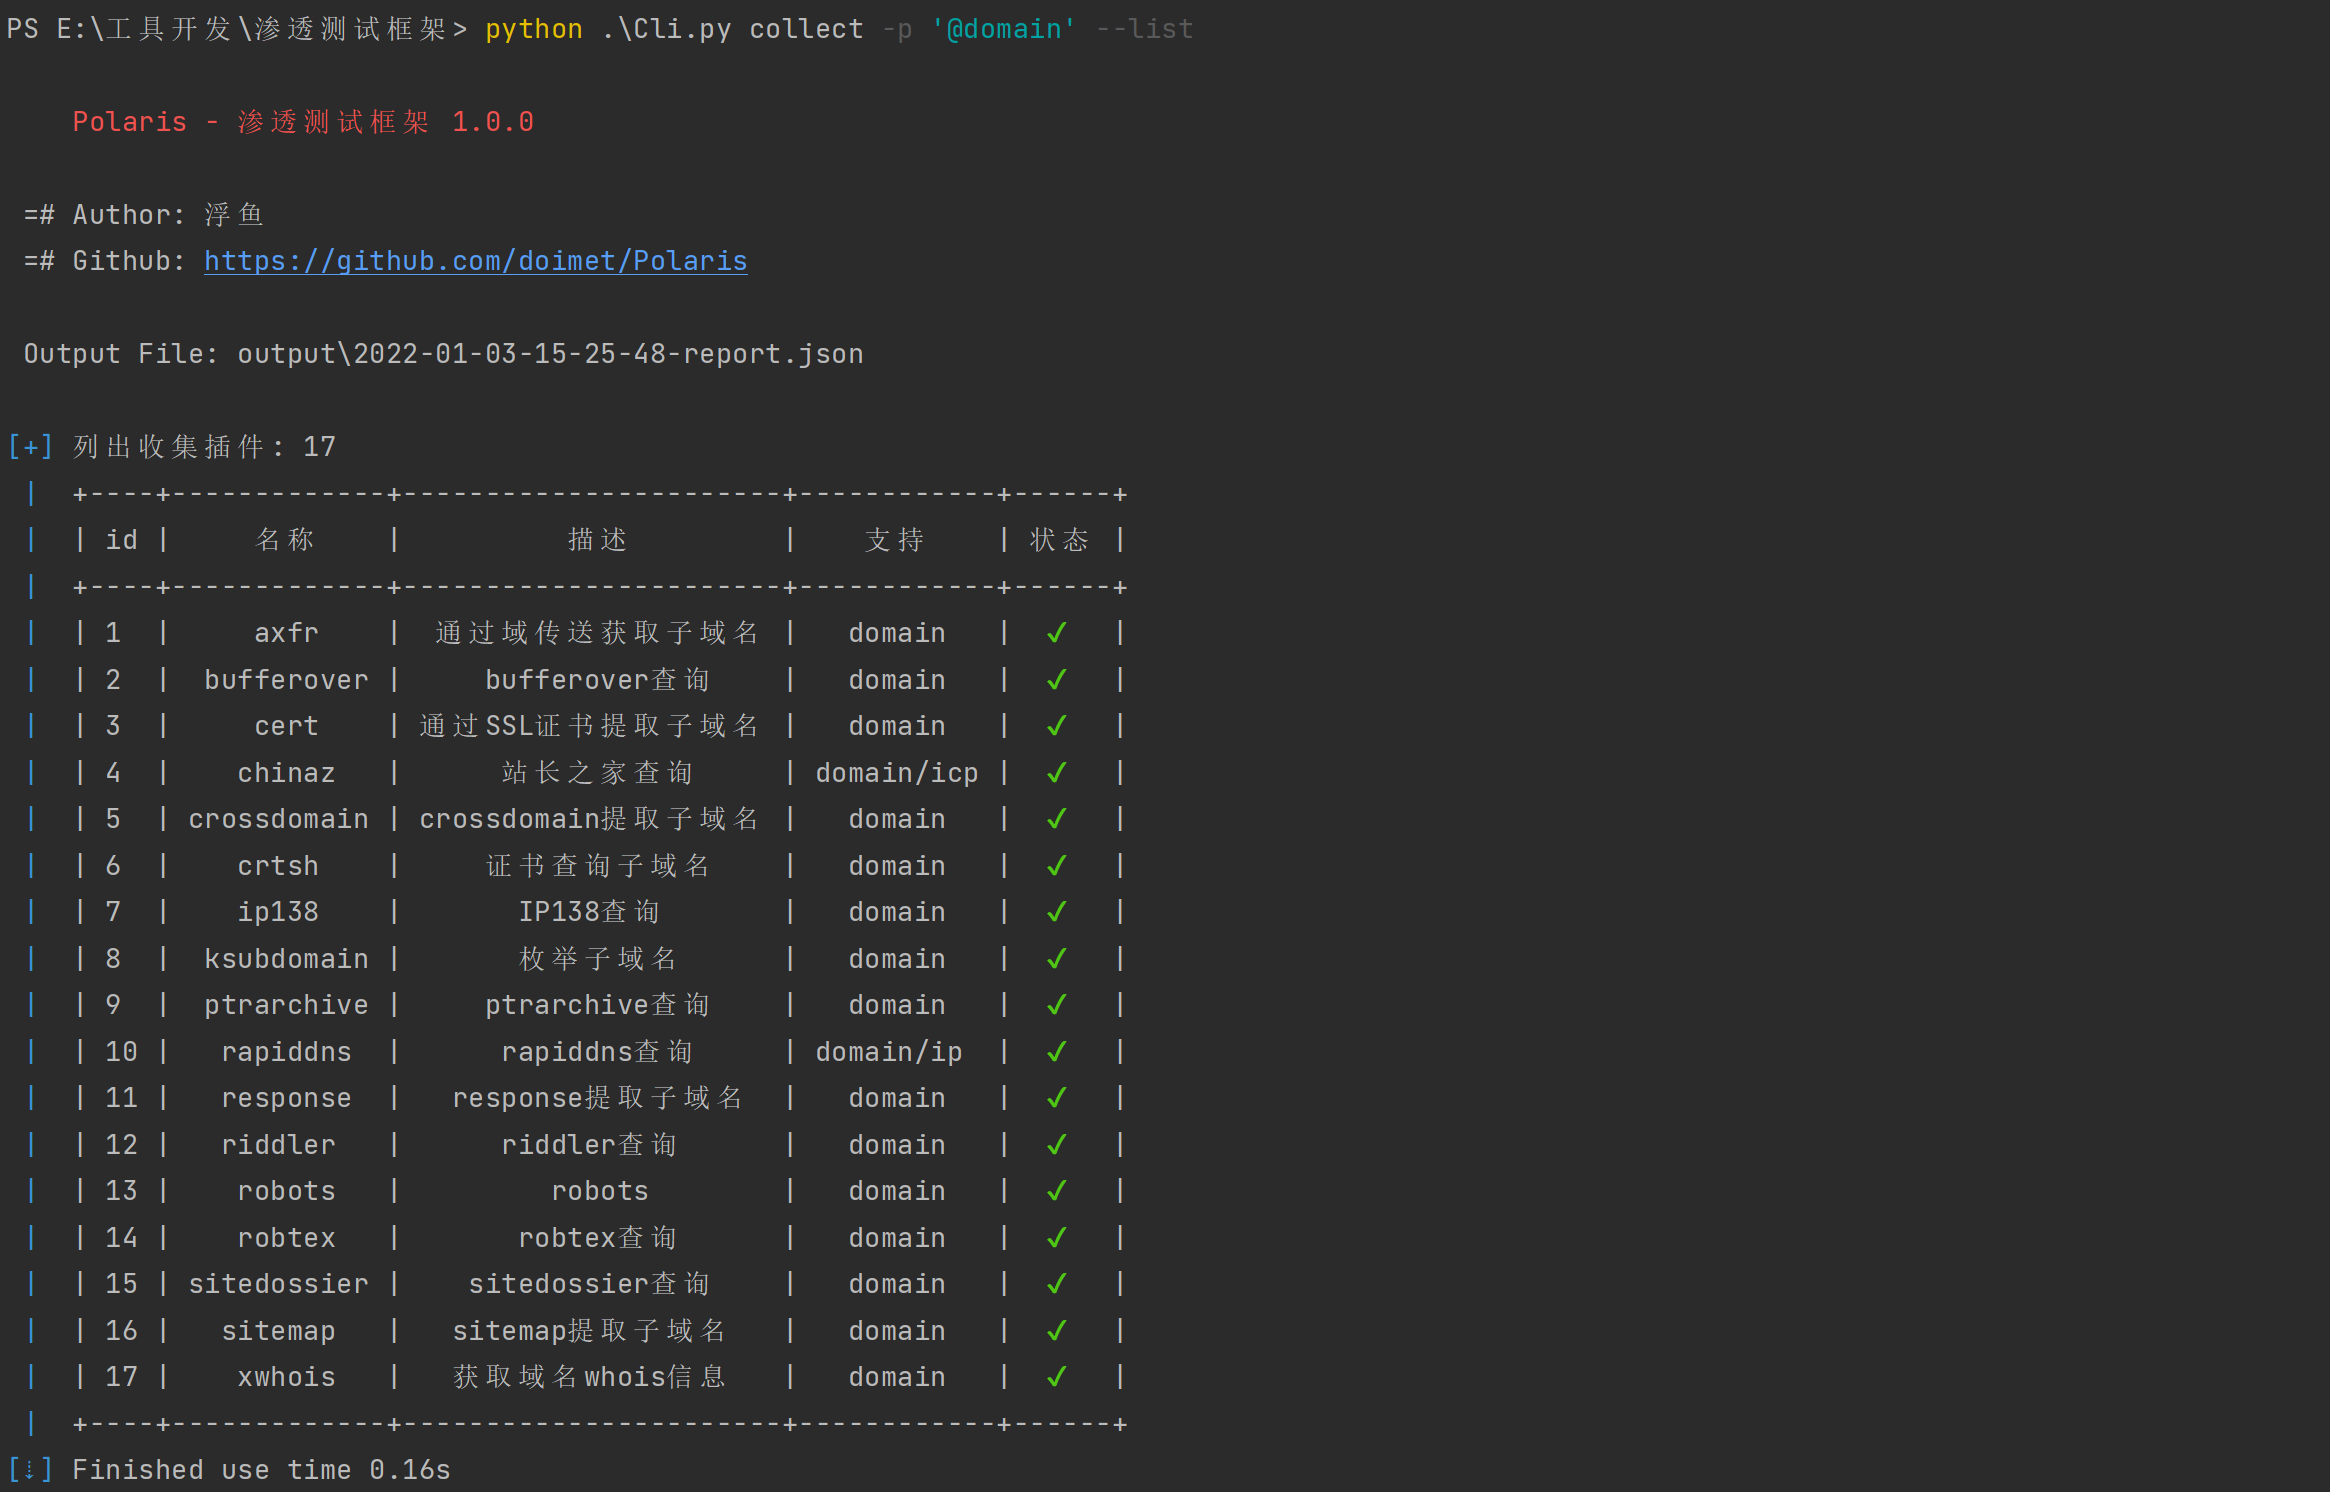 PS E:\工具开发\渗透测试框架> python .\Cli.py collect -p '@domain' --list
Polaris - 渗透测试框架 1.0.0
=# Author: 浮鱼
=# Github: https://github.com/doimet/Polaris
Output File: output\2022-01-03-15-25-48-report.json
[+] 列出收集插件: 17
| +----+-------------+-----------------------+------------+------+
| | id | 名称 | 描述 | 支持 | 状态 |
| +----+-------------+-----------------------+------------+------+
| | 1 | axfr | 通过域传送获取子域名 | domain | ✔ |
| | 2 | bufferover | bufferover查询 | domain | ✔ |
| | 3 | cert | 通过SSL证书提取子域名 | domain | ✔ |
| | 4 | chinaz | 站长之家查询 | domain/icp | ✔ |
| | 5 | crossdomain | crossdomain提取子域名 | domain | ✔ |
| | 6 | crtsh | 证书查询子域名 | domain | ✔ |
| | 7 | ip138 | IP138查询 | domain | ✔ |
| | 8 | ksubdomain | 枚举子域名 | domain | ✔ |
| | 9 | ptrarchive | ptrarchive查询 | domain | ✔ |
| | 10 | rapiddns | rapiddns查询 | domain/ip | ✔ |
| | 11 | response | response提取子域名 | domain | ✔ |
| | 12 | riddler | riddler查询 | domain | ✔ |
| | 13 | robots | robots | domain | ✔ |
| | 14 | robtex | robtex查询 | domain | ✔ |
| | 15 | sitedossier | sitedossier查询 | domain | ✔ |
| | 16 | sitemap | sitemap提取子域名 | domain | ✔ |
| | 17 | xwhois | 获取域名whois信息 | domain | ✔ |
| +----+-------------+-----------------------+------------+------+
[⇣] Finished use time 0.16s